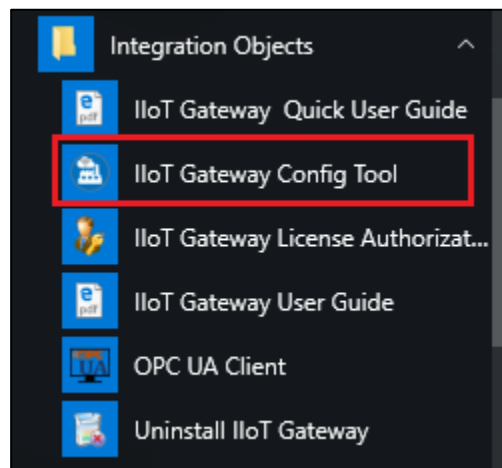 Integration Objects
IIoT Gateway  Quick User Guide
IIoT Gateway Config Tool
IIoT Gateway License Authorizat...
IIoT Gateway User Guide
OPC UA Client
Uninstall IIoT Gateway